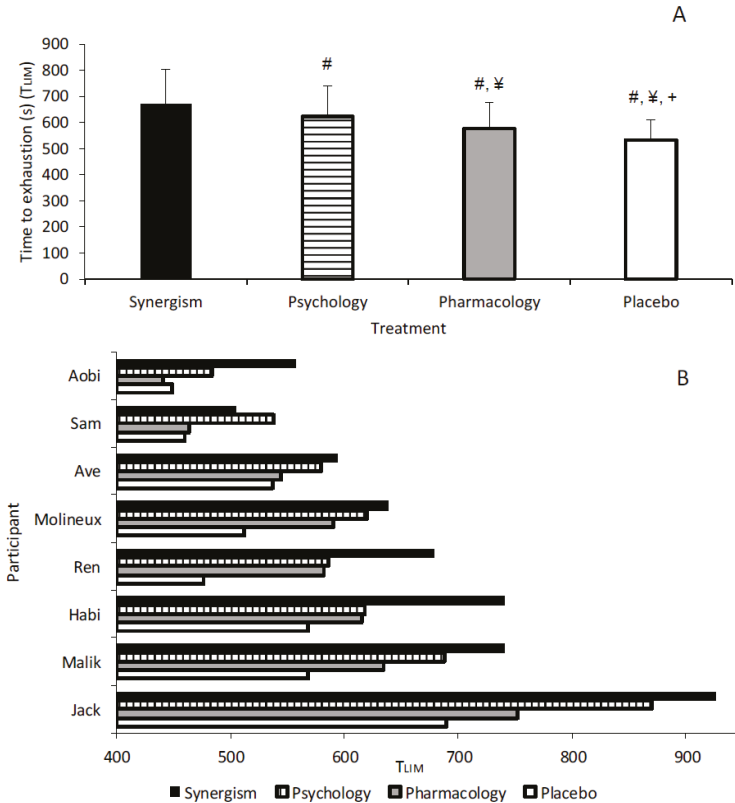 A
900
800
700
600
500
400
300
200
100
0
Time to exhaustion (s) (TLIM)
#
#, ¥
#, ¥, +
Synergism Psychology Pharmacology Placebo
Treatment
B
Participant
Aobi
Sam
Ave
Molineux
Ren
Habi
Malik
Jack
400 500 600 700 800 900
TLIM
Synergism Psychology Pharmacology Placebo